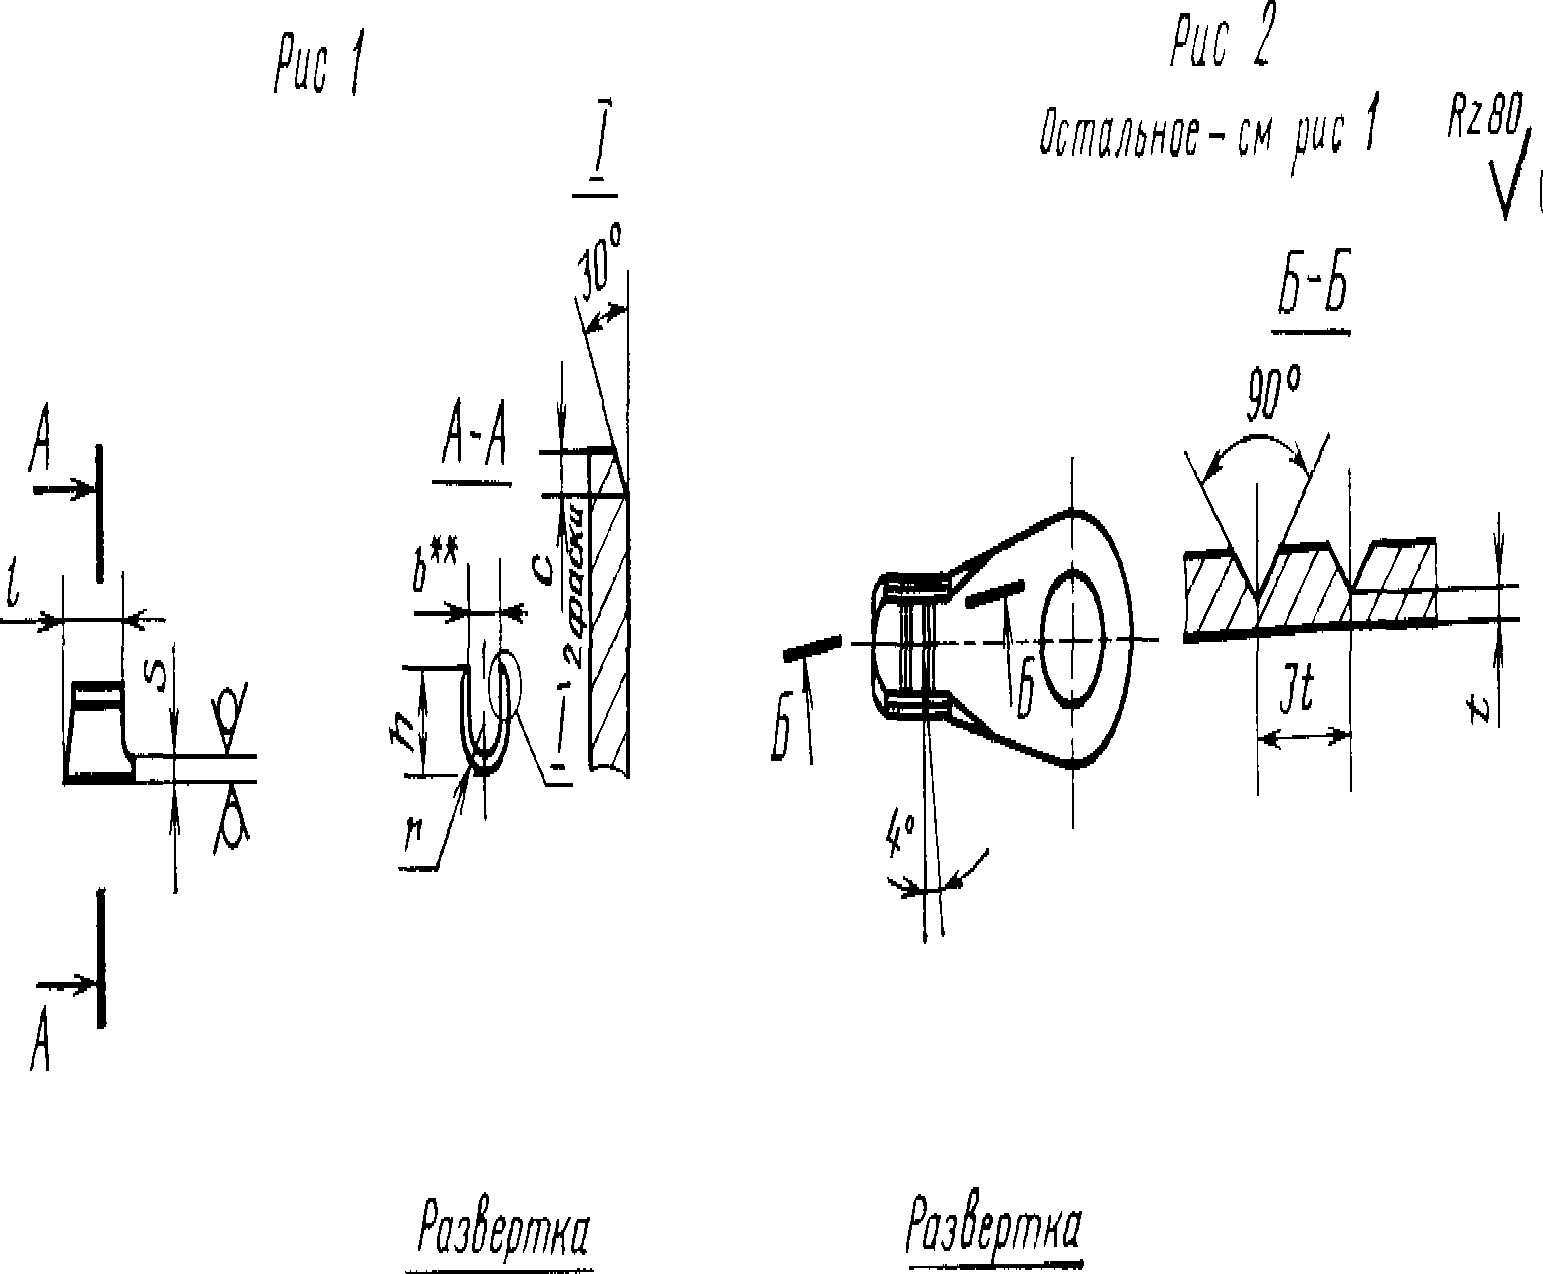 Рис 1
Рис 2
Остальное - см рис 1
Rz80
I
30°
Б-Б
90°
А
А-А
b**
c
2 фаски
l
s
h
I
r
Б
Б
4°
3t
t
А
Развертка
Развертка